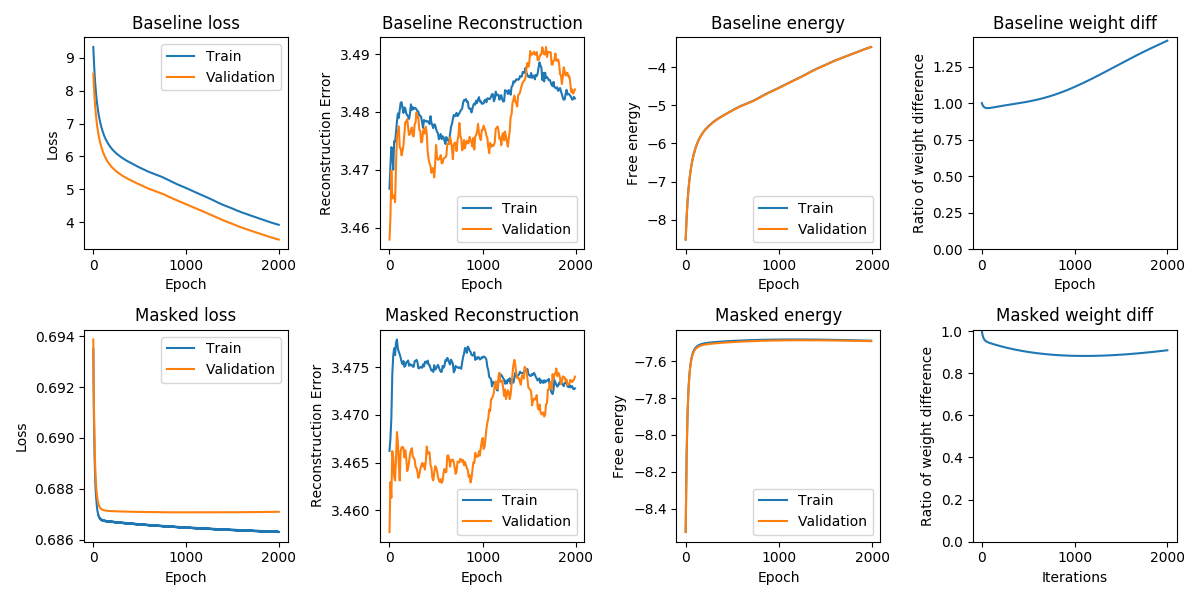 Baseline loss
Loss
9
8
7
6
5
4
Train
Validation
0
1000
2000
Epoch
Baseline Reconstruction
Reconstruction Error
3.49
3.48
3.47
3.46
Train
Validation
0
1000
2000
Epoch
Baseline energy
Free energy
−4
−5
−6
−7
−8
Train
Validation
0
1000
2000
Epoch
Baseline weight diff
Ratio of weight difference
1.25
1.00
0.75
0.50
0.25
0.00
0
1000
2000
Epoch
Masked loss
Loss
0.694
0.692
0.690
0.688
0.686
Train
Validation
0
1000
2000
Epoch
Masked Reconstruction
Reconstruction Error
3.475
3.470
3.465
3.460
Train
Validation
0
1000
2000
Epoch
Masked energy
Free energy
−7.6
−7.8
−8.0
−8.2
−8.4
Train
Validation
0
1000
2000
Epoch
Masked weight diff
Ratio of weight difference
1.0
0.8
0.6
0.4
0.2
0.0
0
1000
2000
Iterations